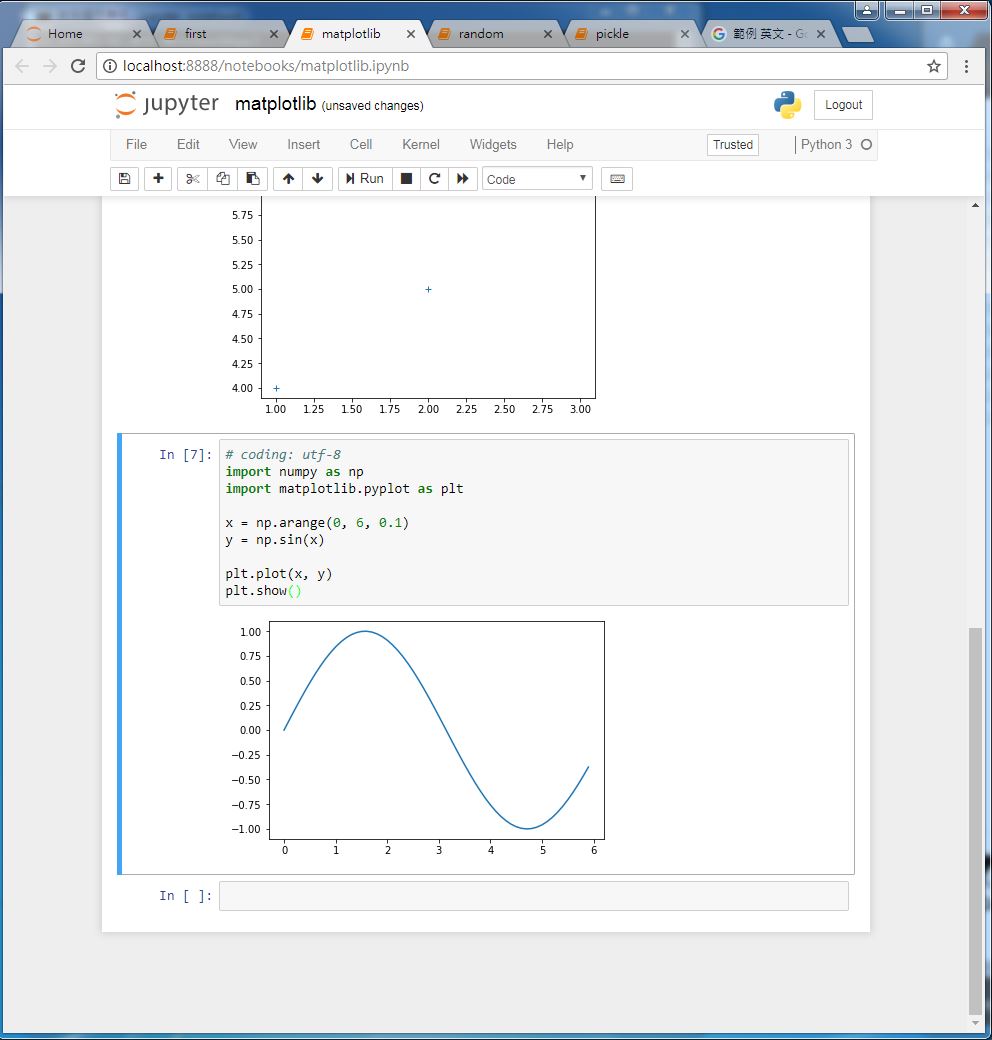 Home
first
matplotlib
random
pickle
範例 英文 - G
localhost:8888/notebooks/matplotlib.ipynb
jupyter matplotlib (unsaved changes)
Logout
File Edit View Insert Cell Kernel Widgets Help Trusted Python 3
Run Code
5.75
5.50
5.25
5.00
4.75
4.50
4.25
4.00
1.00 1.25 1.50 1.75 2.00 2.25 2.50 2.75 3.00
In [7]: # coding: utf-8
import numpy as np
import matplotlib.pyplot as plt
x = np.arange(0, 6, 0.1)
y = np.sin(x)
plt.plot(x, y)
plt.show()
1.00
0.75
0.50
0.25
0.00
−0.25
−0.50
−0.75
−1.00
0 1 2 3 4 5 6
In [ ]: